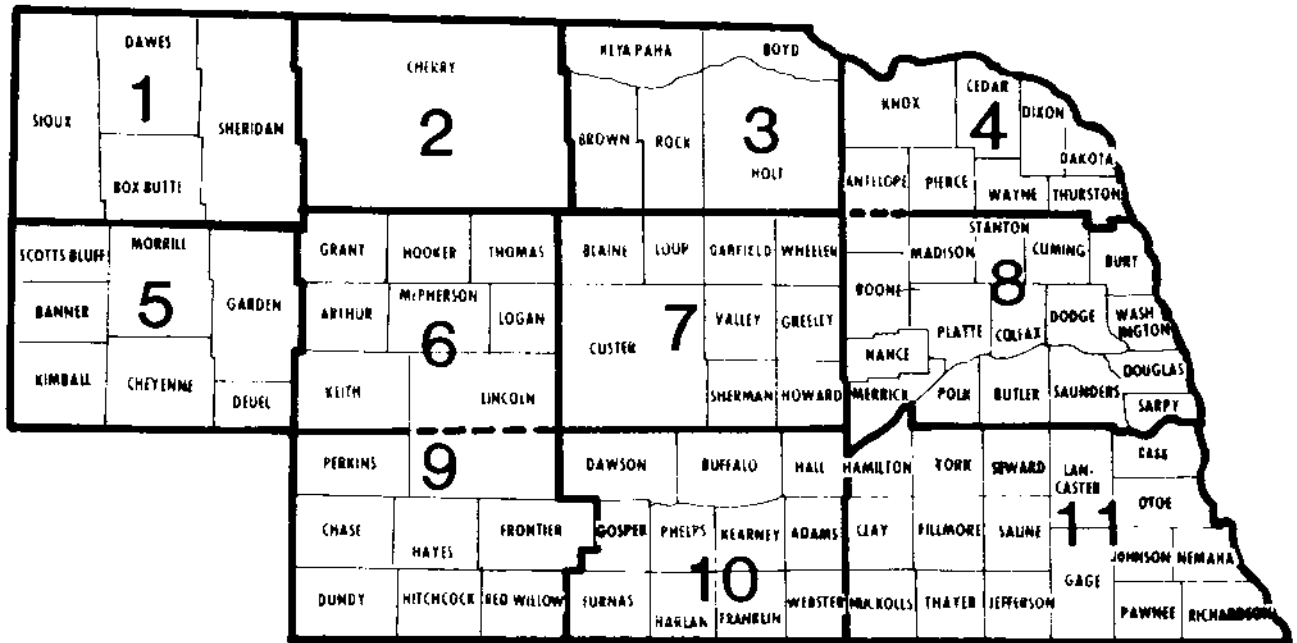 DAWES
KEYA PAHA
BOYD
CHERRY
KNOX
CEDAR
DIXON
1
2
3
4
SIOUX
SHERIDAN
BROWN
ROCK
HOLT
DAKOTA
BOX BUTTE
ANTELOPE
PIERCE
WAYNE
THURSTON
SCOTTS BLUFF
MORRILL
GRANT
HOOKER
THOMAS
BLAINE
LOUP
GARFIELD
WHEELER
MADISON
STANTON
CUMING
BURT
BANNER
5
GARDEN
ARTHUR
McPHERSON
LOGAN
6
7
VALLEY
GREELEY
BOONE
8
PLATTE
COLFAX
DODGE
WASH
INGTON
CUSTER
NANCE
DOUGLAS
KIMBALL
CHEYENNE
DEUEL
KEITH
LINCOLN
SHERMAN
HOWARD
MERRICK
POLK
BUTLER
SAUNDERS
SARPY
PERKINS
9
DAWSON
BUFFALO
HALL
HAMILTON
YORK
SEWARD
LAN-
CASTER
CASS
OTOE
CHASE
HAYES
FRONTIER
GOSPER
PHELPS
KEARNEY
ADAMS
CLAY
FILLMORE
SALINE
11
10
JOHNSON
NEMAHA
GAGE
DUNDY
HITCHCOCK
RED WILLOW
FURNAS
HARLAN
FRANKLIN
WEBSTER
NUCKOLLS
THAYER
JEFFERSON
PAWNEE
RICHARDSON